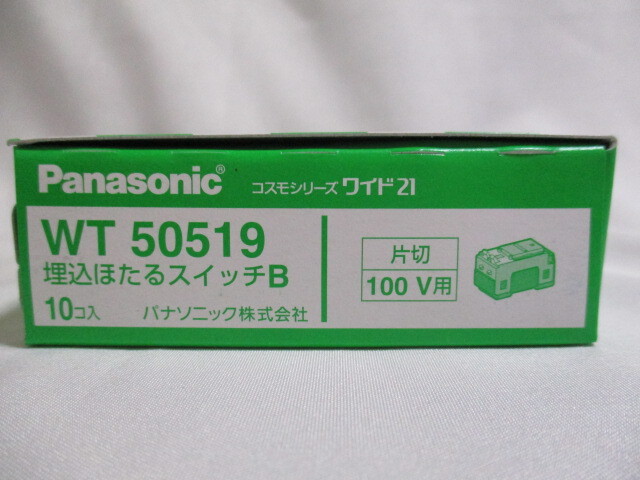 Panasonic® コスモシリーズ ワイド21
WT 50519
埋込ほたるスイッチB
10コ入 パナソニック株式会社
片切
100 V用